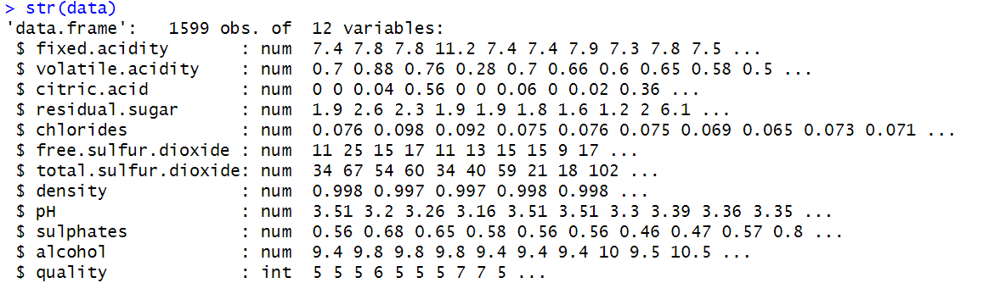 > str(data)
'data.frame':   1599 obs. of  12 variables:
 $ fixed.acidity       : num  7.4 7.8 7.8 11.2 7.4 7.4 7.9 7.3 7.8 7.5 ...
 $ volatile.acidity    : num  0.7 0.88 0.76 0.28 0.7 0.66 0.6 0.65 0.58 0.5 ...
 $ citric.acid         : num  0 0 0.04 0.56 0 0 0.06 0 0.02 0.36 ...
 $ residual.sugar      : num  1.9 2.6 2.3 1.9 1.9 1.8 1.6 1.2 2 6.1 ...
 $ chlorides           : num  0.076 0.098 0.092 0.075 0.076 0.075 0.069 0.065 0.073 0.071 ...
 $ free.sulfur.dioxide : num  11 25 15 17 11 13 15 15 9 17 ...
 $ total.sulfur.dioxide: num  34 67 54 60 34 40 59 21 18 102 ...
 $ density             : num  0.998 0.997 0.997 0.998 0.998 ...
 $ pH                  : num  3.51 3.2 3.26 3.16 3.51 3.51 3.3 3.39 3.36 3.35 ...
 $ sulphates           : num  0.56 0.68 0.65 0.58 0.56 0.56 0.46 0.47 0.57 0.8 ...
 $ alcohol             : num  9.4 9.8 9.8 9.8 9.4 9.4 9.4 10 9.5 10.5 ...
 $ quality             : int  5 5 5 6 5 5 5 7 7 5 ...